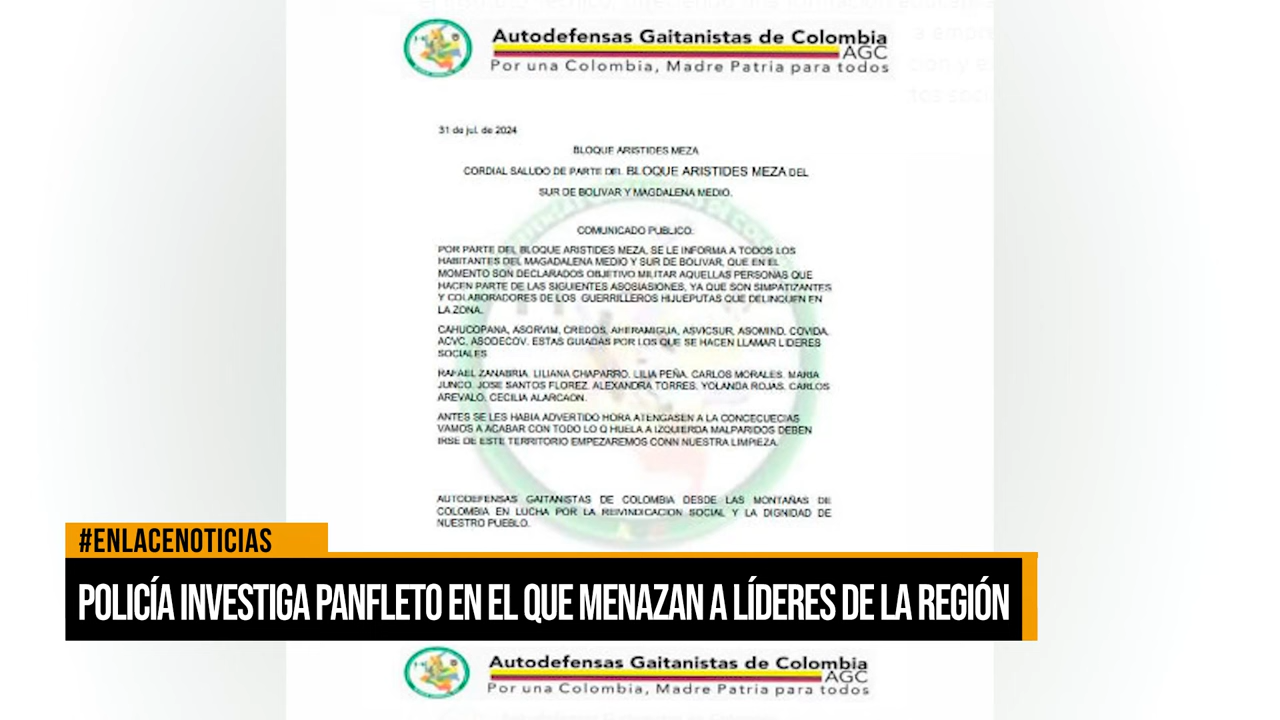 Autodefensas Gaitanistas de Colombia
AGC
Por una Colombia, Madre Patria para todos
31 de jul. de 2024
BLOQUE ARISTIDES MEZA
CORDIAL SALUDO DE PARTE DEL BLOQUE ARISTIDES MEZA DEL
SUR DE BOLIVAR Y MAGDALENA MEDIO.
COMUNICADO PUBLICO:
POR PARTE DEL BLOQUE ARISTIDES MEZA, SE LE INFORMA A TODOS LOS
HABITANTES DEL MAGADALENA MEDIO Y SUR DE BOLIVAR, QUE EN EL
MOMENTO SON DECLARADOS OBJETIVO MILITAR AQUELLAS PERSONAS QUE
HACEN PARTE DE LAS SIGUIENTES ASOSIASIONES, YA QUE SON SIMPATIZANTES
Y COLABORADORES DE LOS GUERRILLEROS HIJUEPUTAS QUE DELINQUEN EN
LA ZONA.
CAHUCOPANA, ASORVIM, CREDOS, AHERAMIGUA, ASVICSUR, ASOMIND, COVIDA,
ACVC, ASODECOV. ESTAS GUIADAS POR LOS QUE SE HACEN LLAMAR LIDERES
SOCIALES
RAFAEL ZANABRIA, LILIANA CHAPARRO, LILIA PEÑA, CARLOS MORALES, MARIA
JUNCO, JOSE SANTOS FLOREZ, ALEXANDRA TORRES, YOLANDA ROJAS, CARLOS
AREVALO, CECILIA ALARCAON.
ANTES SE LES HABIA ADVERTIDO HORA ATENGASEN A LA CONCECUECIAS
VAMOS A ACABAR CON TODO LO Q HUELA A IZQUIERDA MALPARIDOS DEBEN
IRSE DE ESTE TERRITORIO EMPEZAREMOS CONN NUESTRA LIMPIEZA.
AUTODEFENSAS GAITANISTAS DE COLOMBIA DESDE LAS MONTAÑAS DE
COLOMBIA EN LUCHA POR LA REIVINDICACION SOCIAL Y LA DIGNIDAD DE
NUESTRO PUEBLO.
#ENLACENOTICIAS
POLICÍA INVESTIGA PANFLETO EN EL QUE MENAZAN A LÍDERES DE LA REGIÓN
Autodefensas Gaitanistas de Colombia
AGC
Por una Colombia, Madre Patria para todos